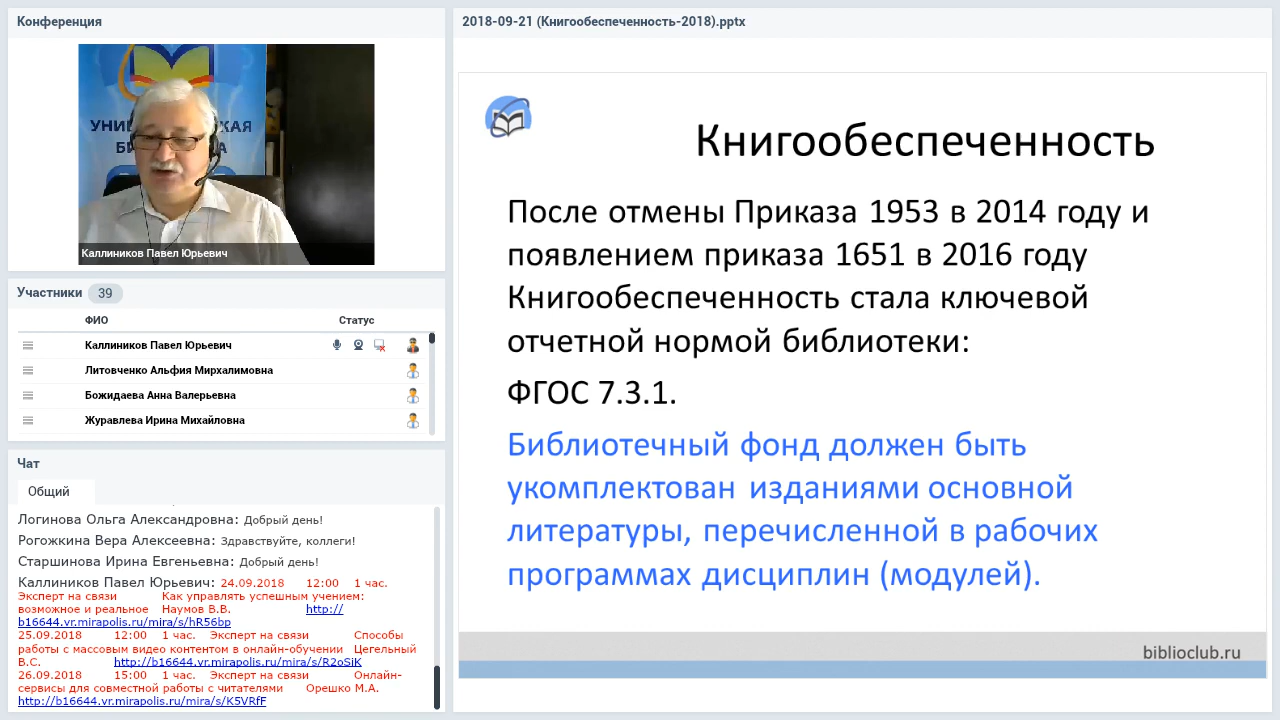 Конференция
УНИ
КАЯ
БИ
А
Каллиников Павел Юрьевич
Участники 39
ФИО Статус
Каллиников Павел Юрьевич
Литовченко Альфия Мирхалимовна
Божидаева Анна Валерьевна
Журавлева Ирина Михайловна
Чат
Общий
Логинова Ольга Александровна: Добрый день!
Рогожкина Вера Алексеевна: Здравствуйте, коллеги!
Старшинова Ирина Евгеньевна: Добрый день!
Каллиников Павел Юрьевич: 24.09.2018 12:00 1 час.
Эксперт на связи Как управлять успешным учением:
возможное и реальное Наумов В.В. http://
b16644.vr.mirapolis.ru/mira/s/hR56bp
25.09.2018 12:00 1 час. Эксперт на связи Способы
работы с массовым видео контентом в онлайн-обучении Цегельный
В.С. http://b16644.vr.mirapolis.ru/mira/s/R2oSiK
26.09.2018 15:00 1 час. Эксперт на связи Онлайн-
сервисы для совместной работы с читателями Орешко М.А.
http://b16644.vr.mirapolis.ru/mira/s/K5VRfF
2018-09-21 (Книгообеспеченность-2018).pptx
Книгообеспеченность
После отмены Приказа 1953 в 2014 году и
появлением приказа 1651 в 2016 году
Книгообеспеченность стала ключевой
отчетной нормой библиотеки:
ФГОС 7.3.1.
Библиотечный фонд должен быть
укомплектован изданиями основной
литературы, перечисленной в рабочих
программах дисциплин (модулей).
biblioclub.ru